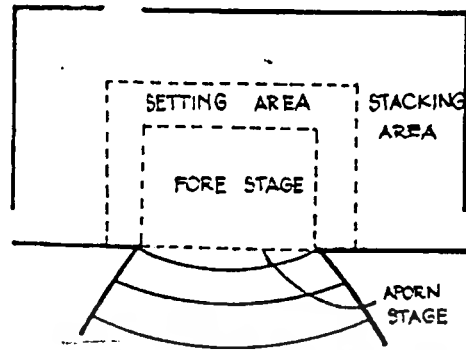 SETTING AREA
STACKING
AREA
FORE STAGE
APORN
STAGE